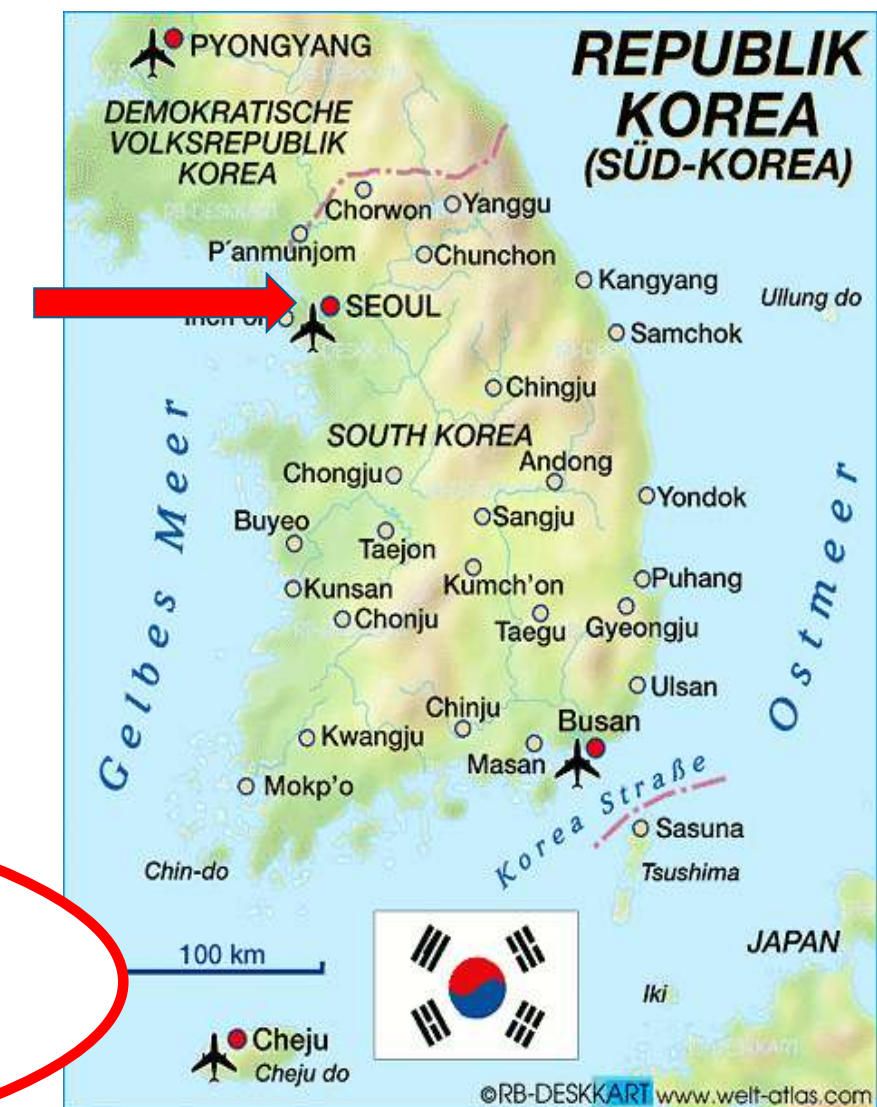 PYONGYANG
REPUBLIK
KOREA
(SÜD-KOREA)
DEMOKRATISCHE
VOLKSREPUBLIK
KOREA
Chorwon
Yanggu
P´anmunjom
Chunchon
Kangyang
Ullung do
SEOUL
Samchok
Chingju
SOUTH KOREA
Andong
Chongju
Yondok
Sangju
Buyeo
Taejon
Kumch'on
Puhang
Kunsan
Chonju
Taegu
Gyeongju
Gelbes Meer
Ostmeer
Ulsan
Chinju
Busan
Kwangju
Masan
Mokp'o
Korea Straße
Sasuna
Chin-do
Tsushima
100 km
JAPAN
Iki
Cheju
Cheju do
©RB-DESKKART www.welt-atlas.com